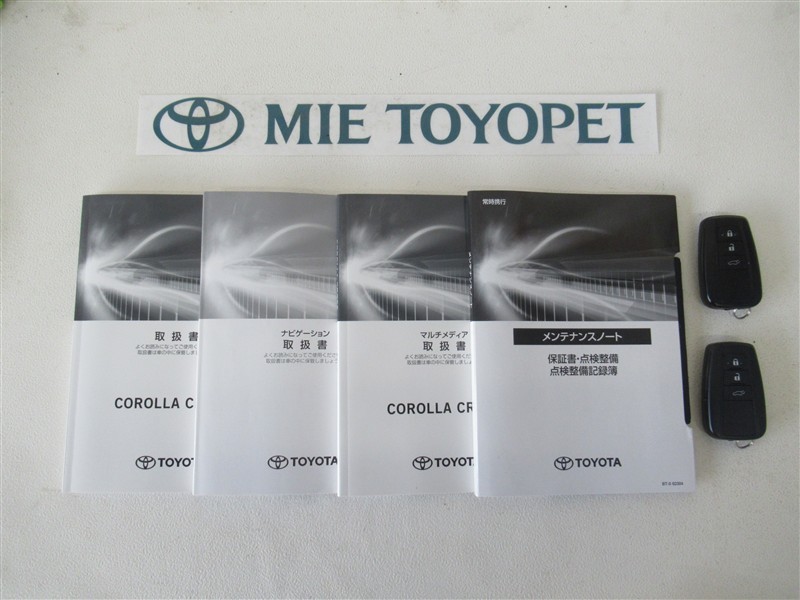 MIE TOYOPET
取扱書
COROLLA C
TOYOT
ナビゲーション
取扱書
TOYOTA
マルチメディア
取扱書
COROLLA CR
TOYOTA
常時携行
メンテナンスノート
保証書・点検整備
点検整備記録簿
TOYOTA